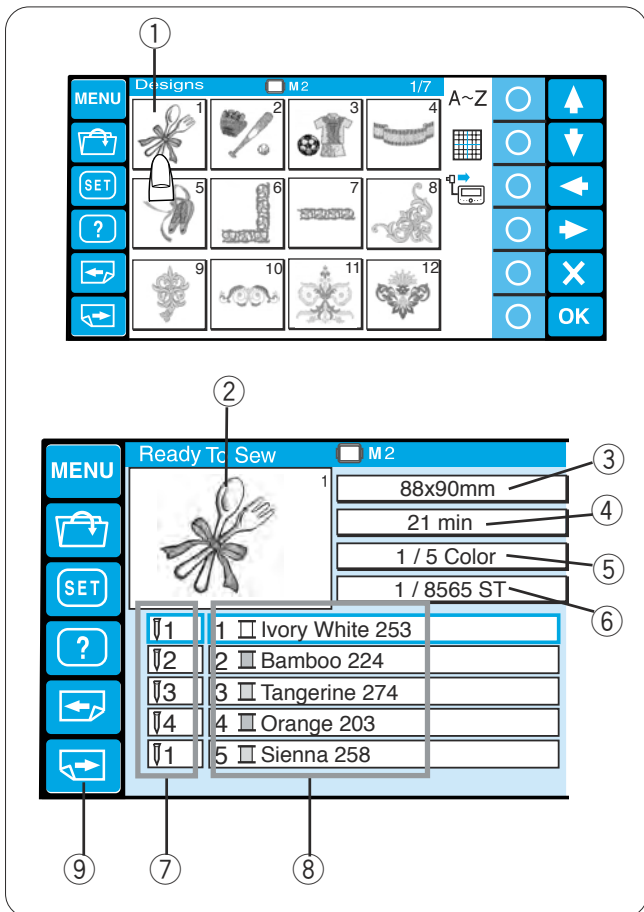 ①
MENU
Designs M2 1/7
A~Z
1 2 3 4
SET
?
5 6 7 8
9 10 11 12
X
OK
②
MENU
Ready To Sew M2
1
88x90mm ③
21 min ④
1 / 5 Color ⑤
1 / 8565 ST ⑥
SET
?
1 1 Ivory White 253
2 2 Bamboo 224
3 3 Tangerine 274
4 4 Orange 203
1 5 Sienna 258
⑨ ⑦ ⑧